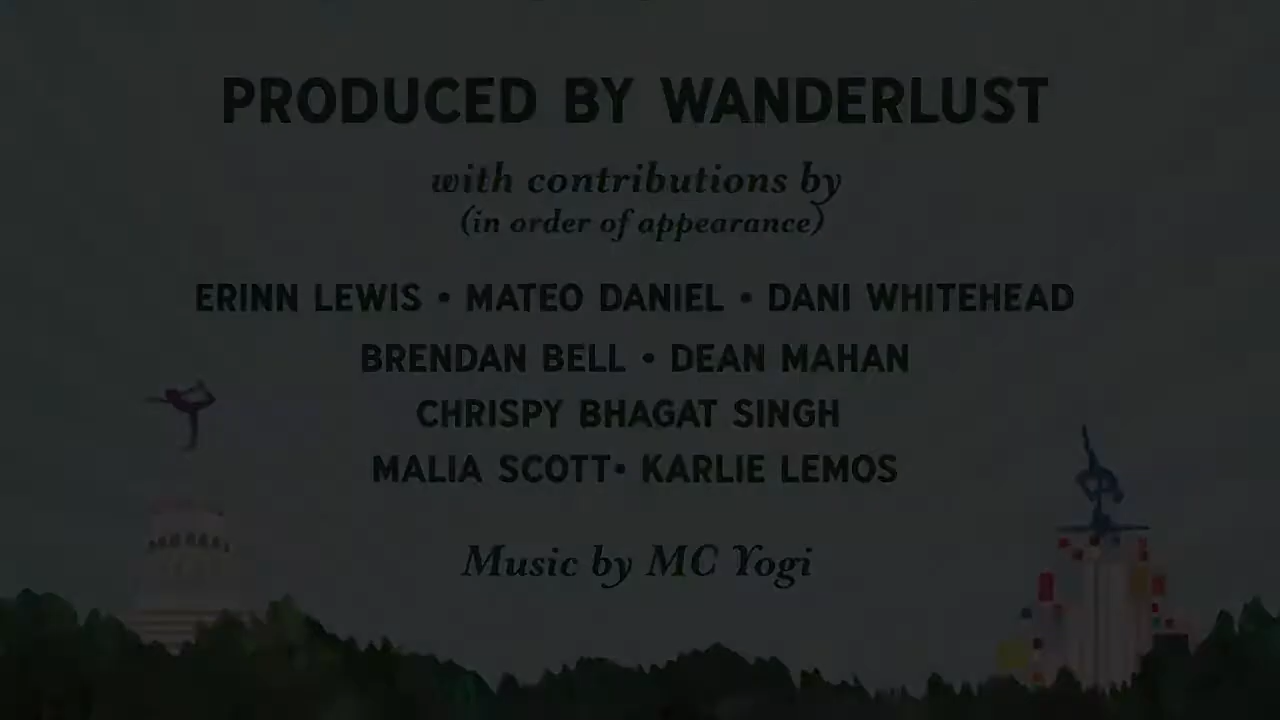 PRODUCED BY WANDERLUST
with contributions by
(in order of appearance)
ERINN LEWIS • MATEO DANIEL • DANI WHITEHEAD
BRENDAN BELL • DEAN MAHAN
CHRISPY BHAGAT SINGH
MALIA SCOTT• KARLIE LEMOS
Music by MC Yogi